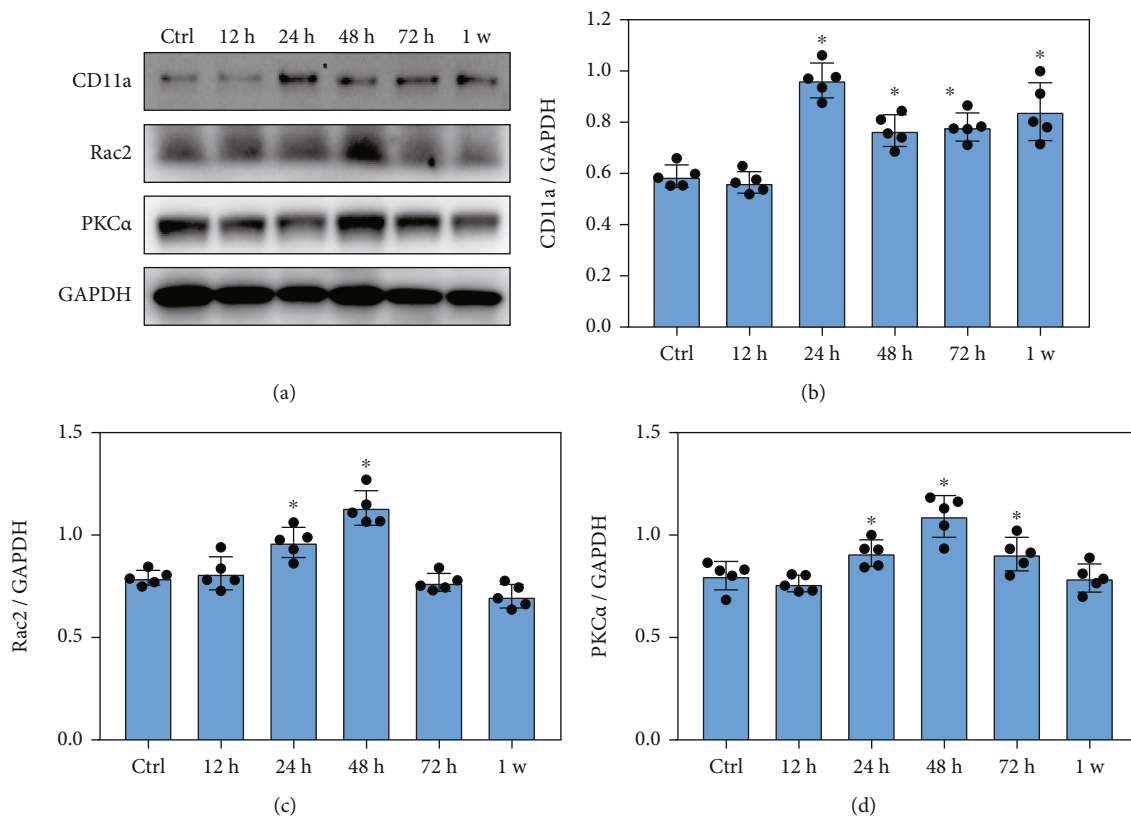 Ctrl 12 h 24 h 48 h 72 h 1 w
CD11a
Rac2
PKCα
GAPDH
(a)
CD11a / GAPDH
1.2
1.0
0.8
0.6
0.4
0.2
0.0
* * * *
Ctrl 12 h 24 h 48 h 72 h 1 w
(b)
Rac2 / GAPDH
1.5
1.0
0.5
0.0
* *
Ctrl 12 h 24 h 48 h 72 h 1 w
(c)
PKCα / GAPDH
1.5
1.0
0.5
0.0
* * *
Ctrl 12 h 24 h 48 h 72 h 1 w
(d)